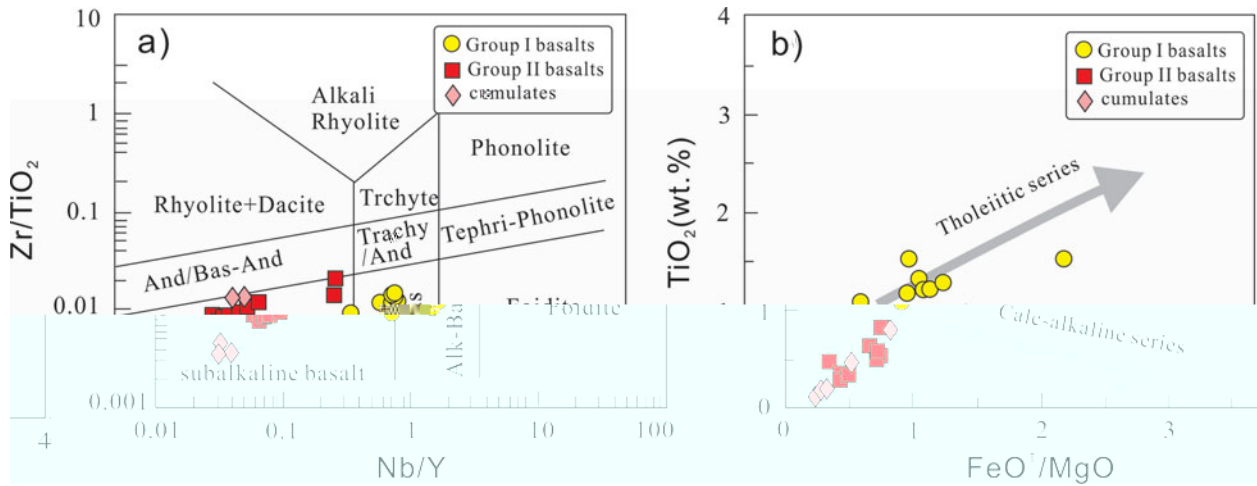 10
a)
Group I basalts
Group II basalts
cumulates
Alkali
Rhyolite
1
Phonolite
Zr/TiO2
Rhyolite+Dacite
Trchyte
0.1
Trachy
/And
Tephri-Phonolite
And/Bas-And
0.01
Foidite
Alk-Bas
subalkaline basalt
0.001
4
0.01
0.1
1
10
100
Nb/Y
4
b)
Group I basalts
Group II basalts
cumulates
3
TiO2(wt.%)
Tholeiitic series
2
1
Calc-alkaline series
0
0
1
2
3
FeOT/MgO